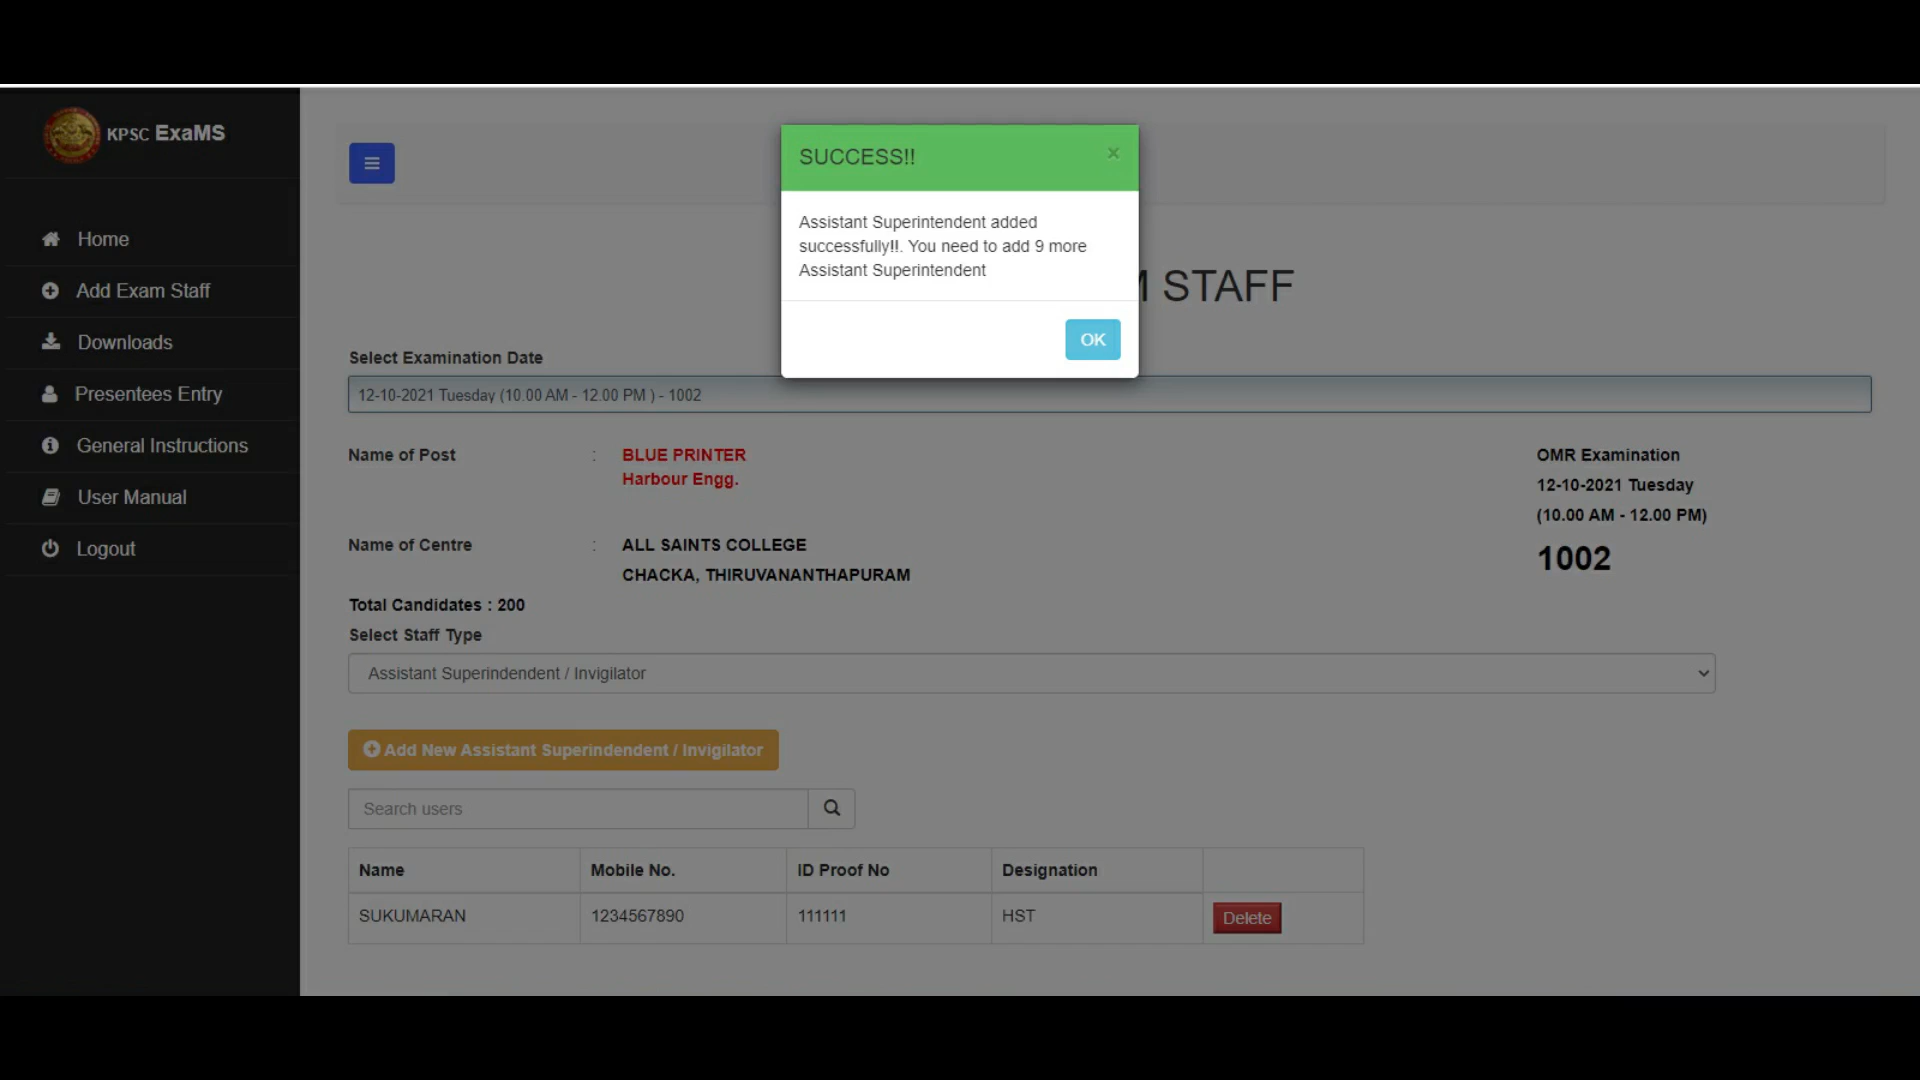 KPSC ExaMS
Home
Add Exam Staff
Downloads
Presentees Entry
General Instructions
User Manual
Logout
SUCCESS!!
×
Assistant Superintendent added
successfully!!. You need to add 9 more
Assistant Superintendent
OK
STAFF
Select Examination Date
12-10-2021 Tuesday (10.00 AM - 12.00 PM ) - 1002
Name of Post : BLUE PRINTER
Harbour Engg.
OMR Examination
12-10-2021 Tuesday
(10.00 AM - 12.00 PM)
1002
Name of Centre : ALL SAINTS COLLEGE
CHACKA, THIRUVANANTHAPURAM
Total Candidates : 200
Select Staff Type
Assistant Superindendent / Invigilator
Add New Assistant Superindendent / Invigilator
Search users
Name Mobile No. ID Proof No Designation
SUKUMARAN 1234567890 111111 HST Delete